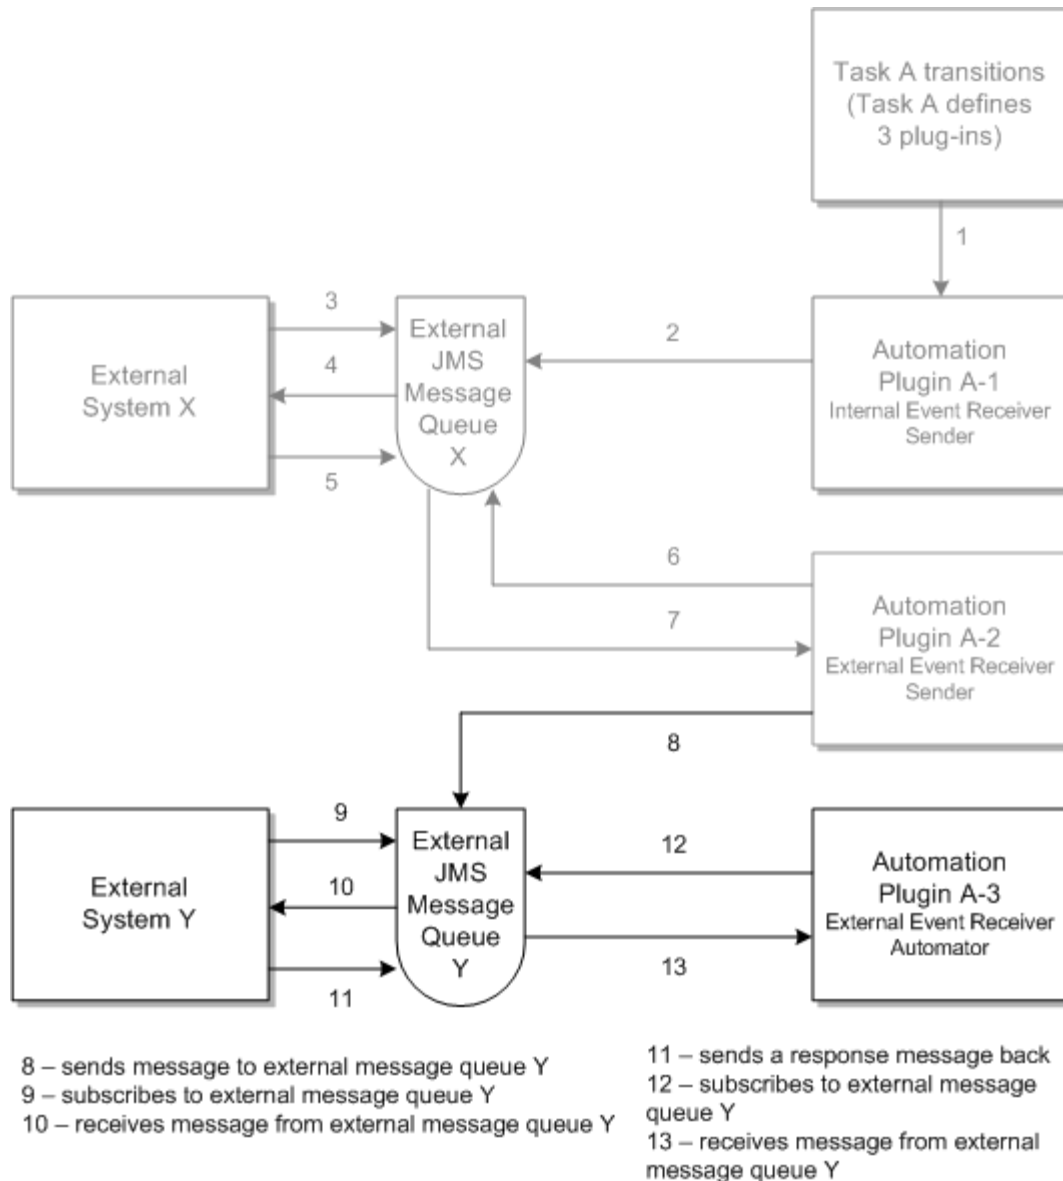 Task A transitions
(Task A defines
3 plug-ins)
1
External
System X
3
4
5
External
JMS
Message
Queue
X
2
Automation
Plugin A-1
Internal Event Receiver
Sender
6
7
Automation
Plugin A-2
External Event Receiver
Sender
8
External
System Y
9
10
11
External
JMS
Message
Queue
Y
12
13
Automation
Plugin A-3
External Event Receiver
Automator
8 – sends message to external message queue Y
9 – subscribes to external message queue Y
10 – receives message from external message queue Y
11 – sends a response message back
12 – subscribes to external message
queue Y
13 – receives message from external
message queue Y